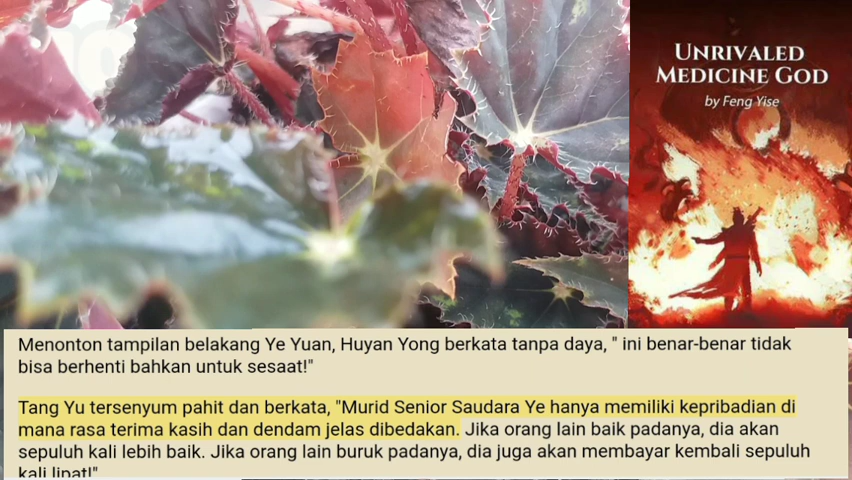 UNRIVALED
MEDICINE GOD
by Feng Yise
Menonton tampilan belakang Ye Yuan, Huyan Yong berkata tanpa daya, " ini benar-benar tidak
bisa berhenti bahkan untuk sesaat!"
Tang Yu tersenyum pahit dan berkata, "Murid Senior Saudara Ye hanya memiliki kepribadian di
mana rasa terima kasih dan dendam jelas dibedakan. Jika orang lain baik padanya, dia akan
sepuluh kali lebih baik. Jika orang lain buruk padanya, dia juga akan membayar kembali sepuluh
kali lipat!"